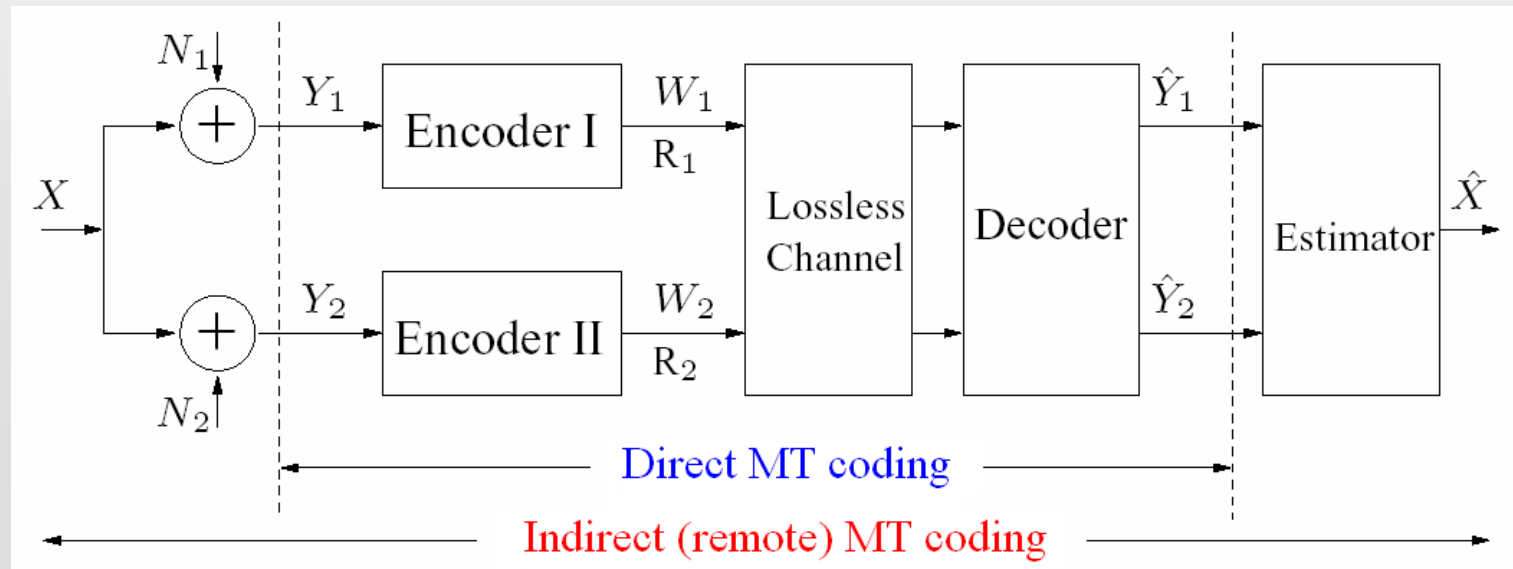 N₁
Y₁
Encoder I
W₁
R₁
Ŷ₁
X
Lossless
Channel
Decoder
Estimator
X̂
Y₂
Encoder II
W₂
R₂
Ŷ₂
N₂
Direct MT coding
Indirect (remote) MT coding